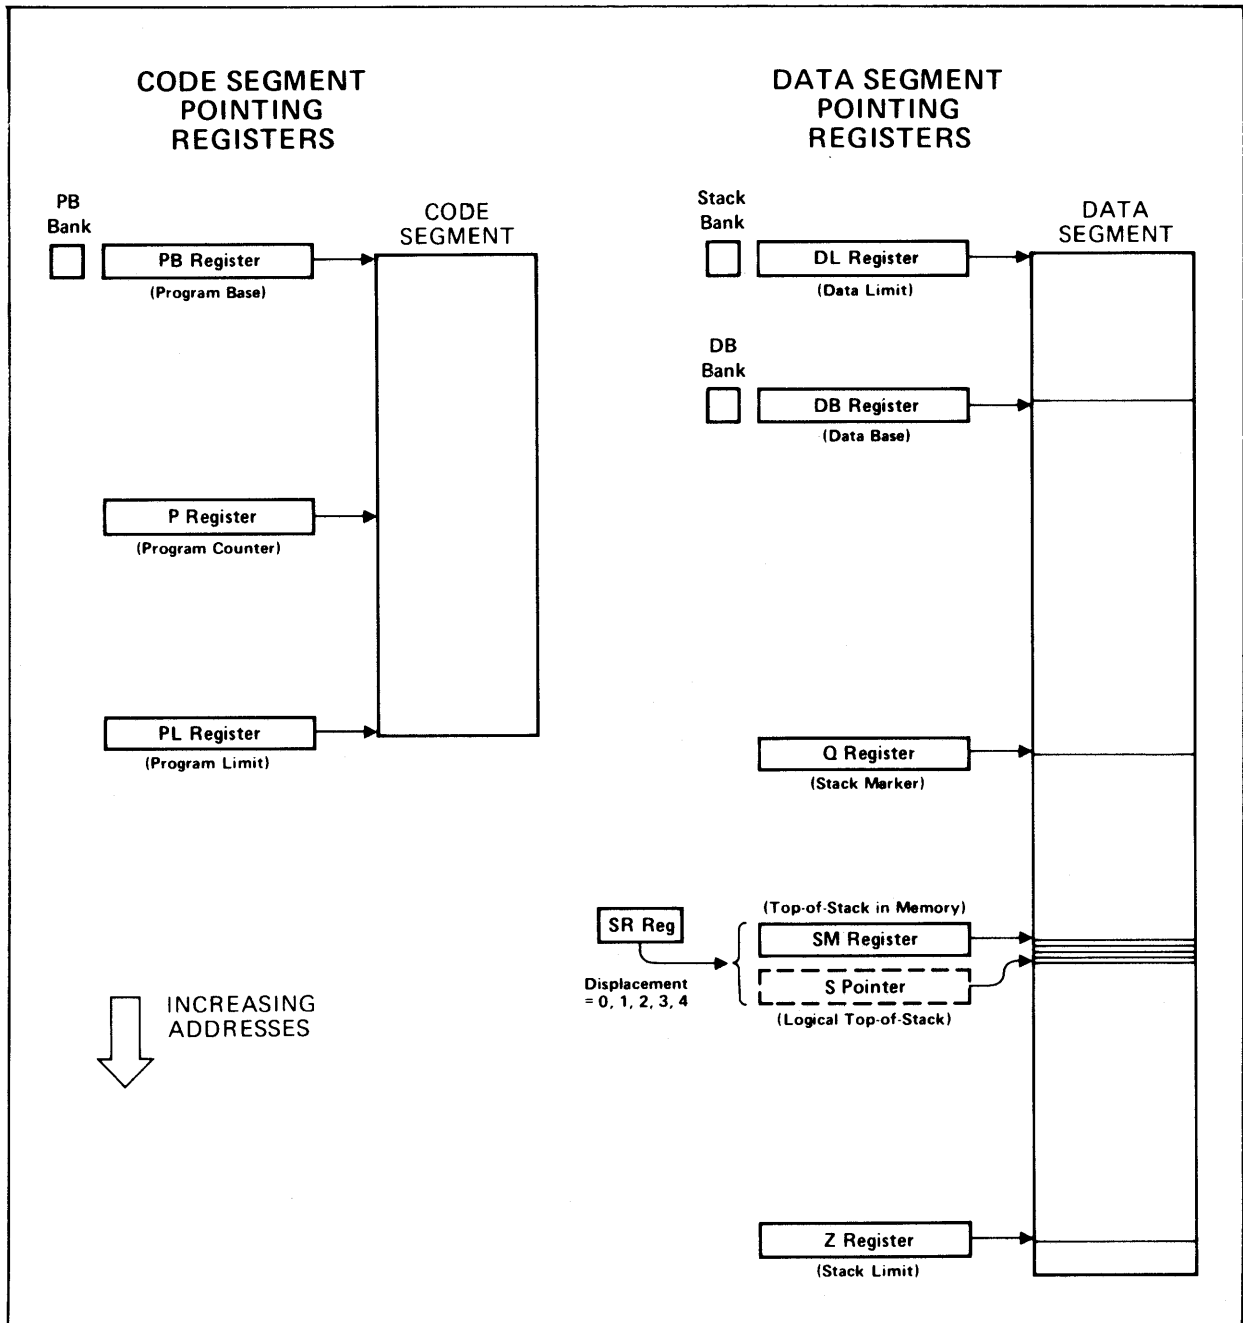 CODE SEGMENT
POINTING
REGISTERS
PB
Bank
PB Register
(Program Base)
CODE
SEGMENT
P Register
(Program Counter)
PL Register
(Program Limit)
INCREASING
ADDRESSES
DATA SEGMENT
POINTING
REGISTERS
Stack
Bank
DL Register
(Data Limit)
DATA
SEGMENT
DB
Bank
DB Register
(Data Base)
Q Register
(Stack Marker)
(Top-of-Stack in Memory)
SR Reg
SM Register
Displacement
= 0, 1, 2, 3, 4
S Pointer
(Logical Top-of-Stack)
Z Register
(Stack Limit)